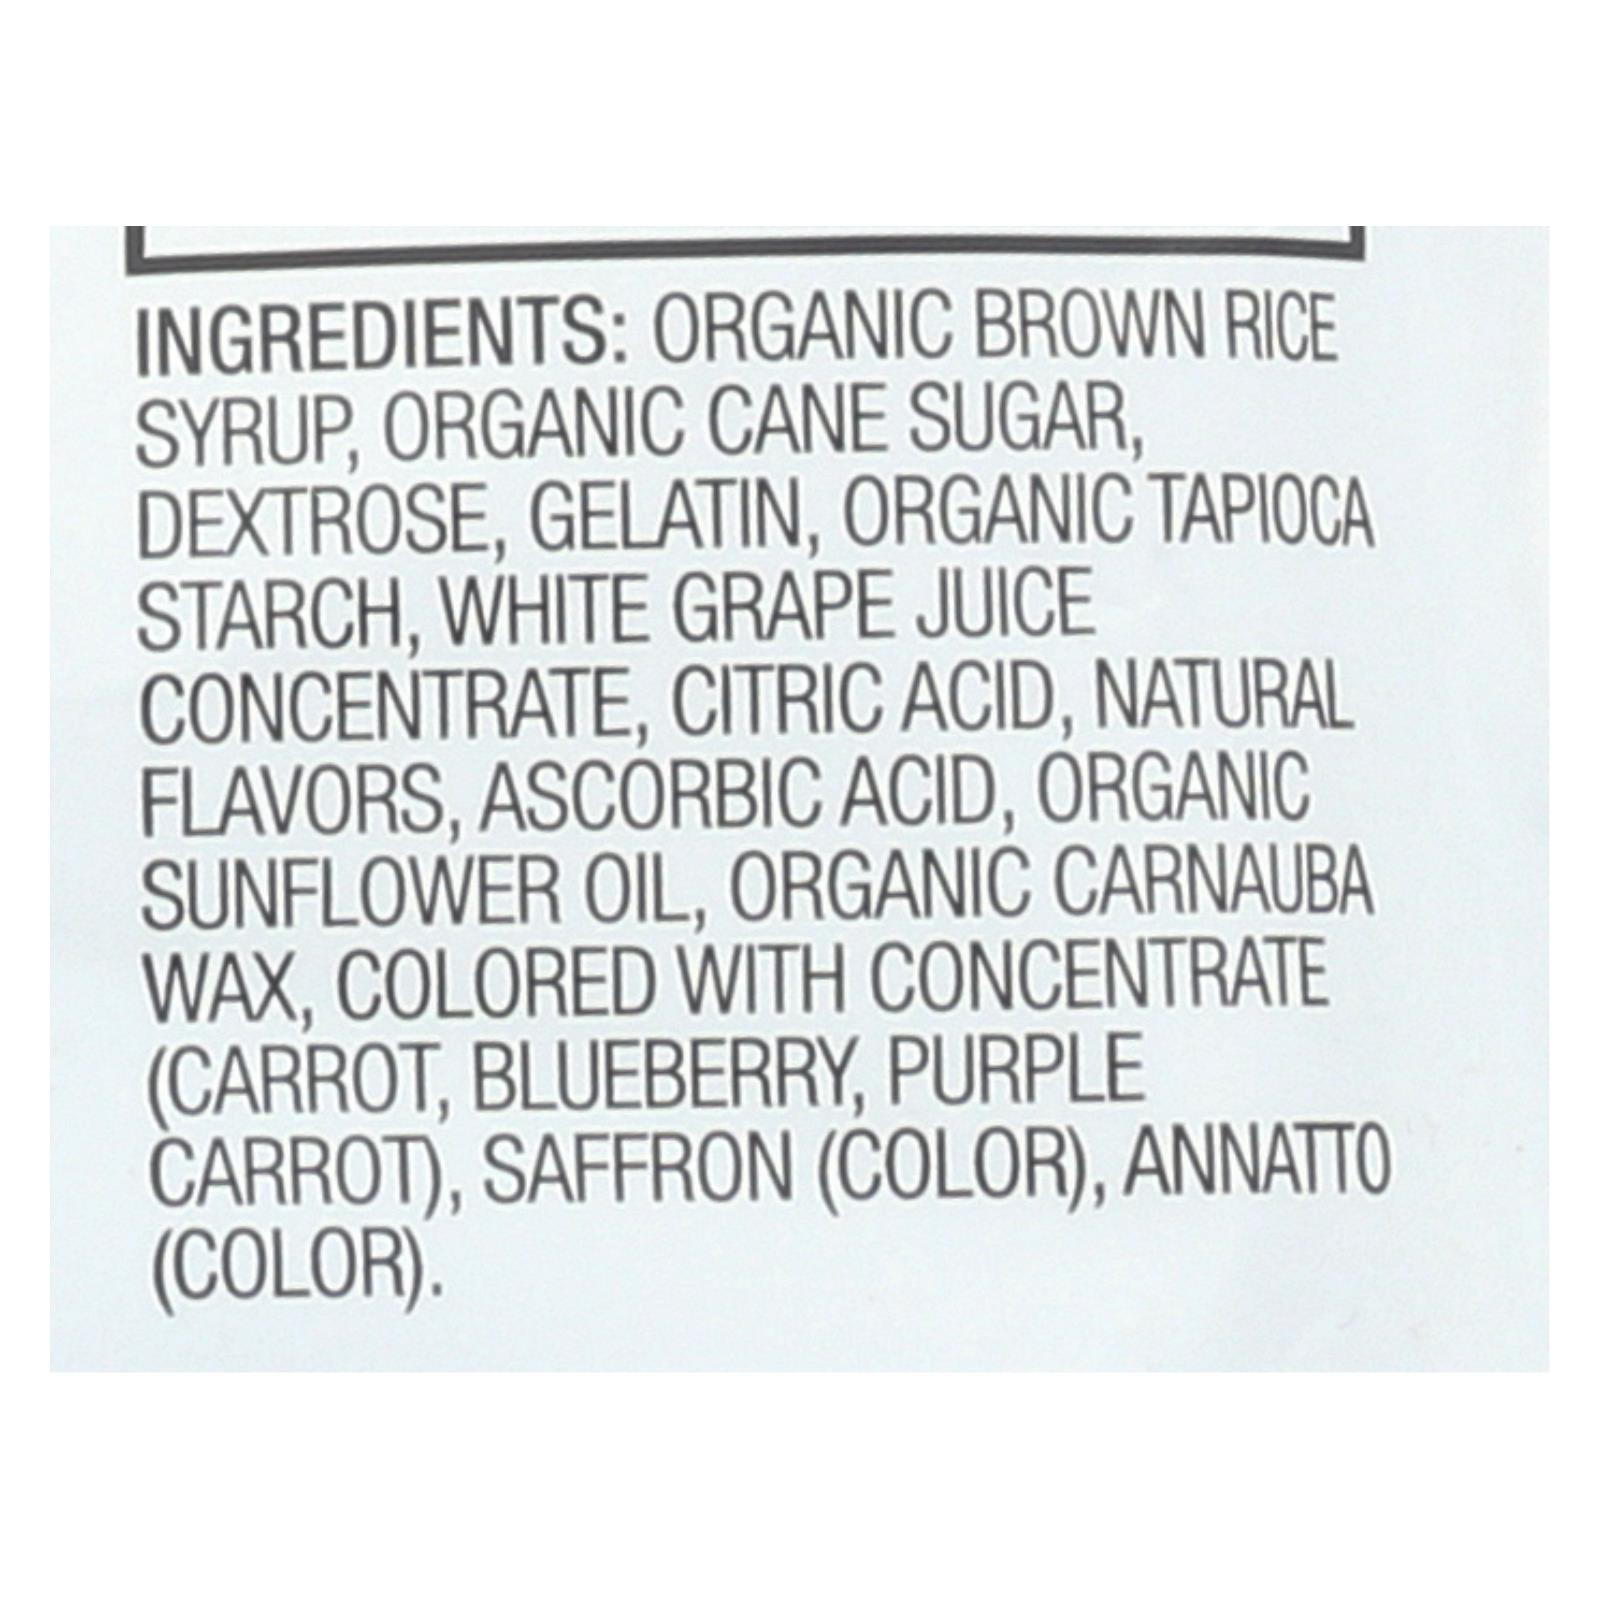 INGREDIENTS: ORGANIC BROWN RICE
SYRUP, ORGANIC CANE SUGAR,
DEXTROSE, GELATIN, ORGANIC TAPIOCA
STARCH, WHITE GRAPE JUICE
CONCENTRATE, CITRIC ACID, NATURAL
FLAVORS, ASCORBIC ACID, ORGANIC
SUNFLOWER OIL, ORGANIC CARNAUBA
WAX, COLORED WITH CONCENTRATE
(CARROT, BLUEBERRY, PURPLE
CARROT), SAFFRON (COLOR), ANNATTO
(COLOR).